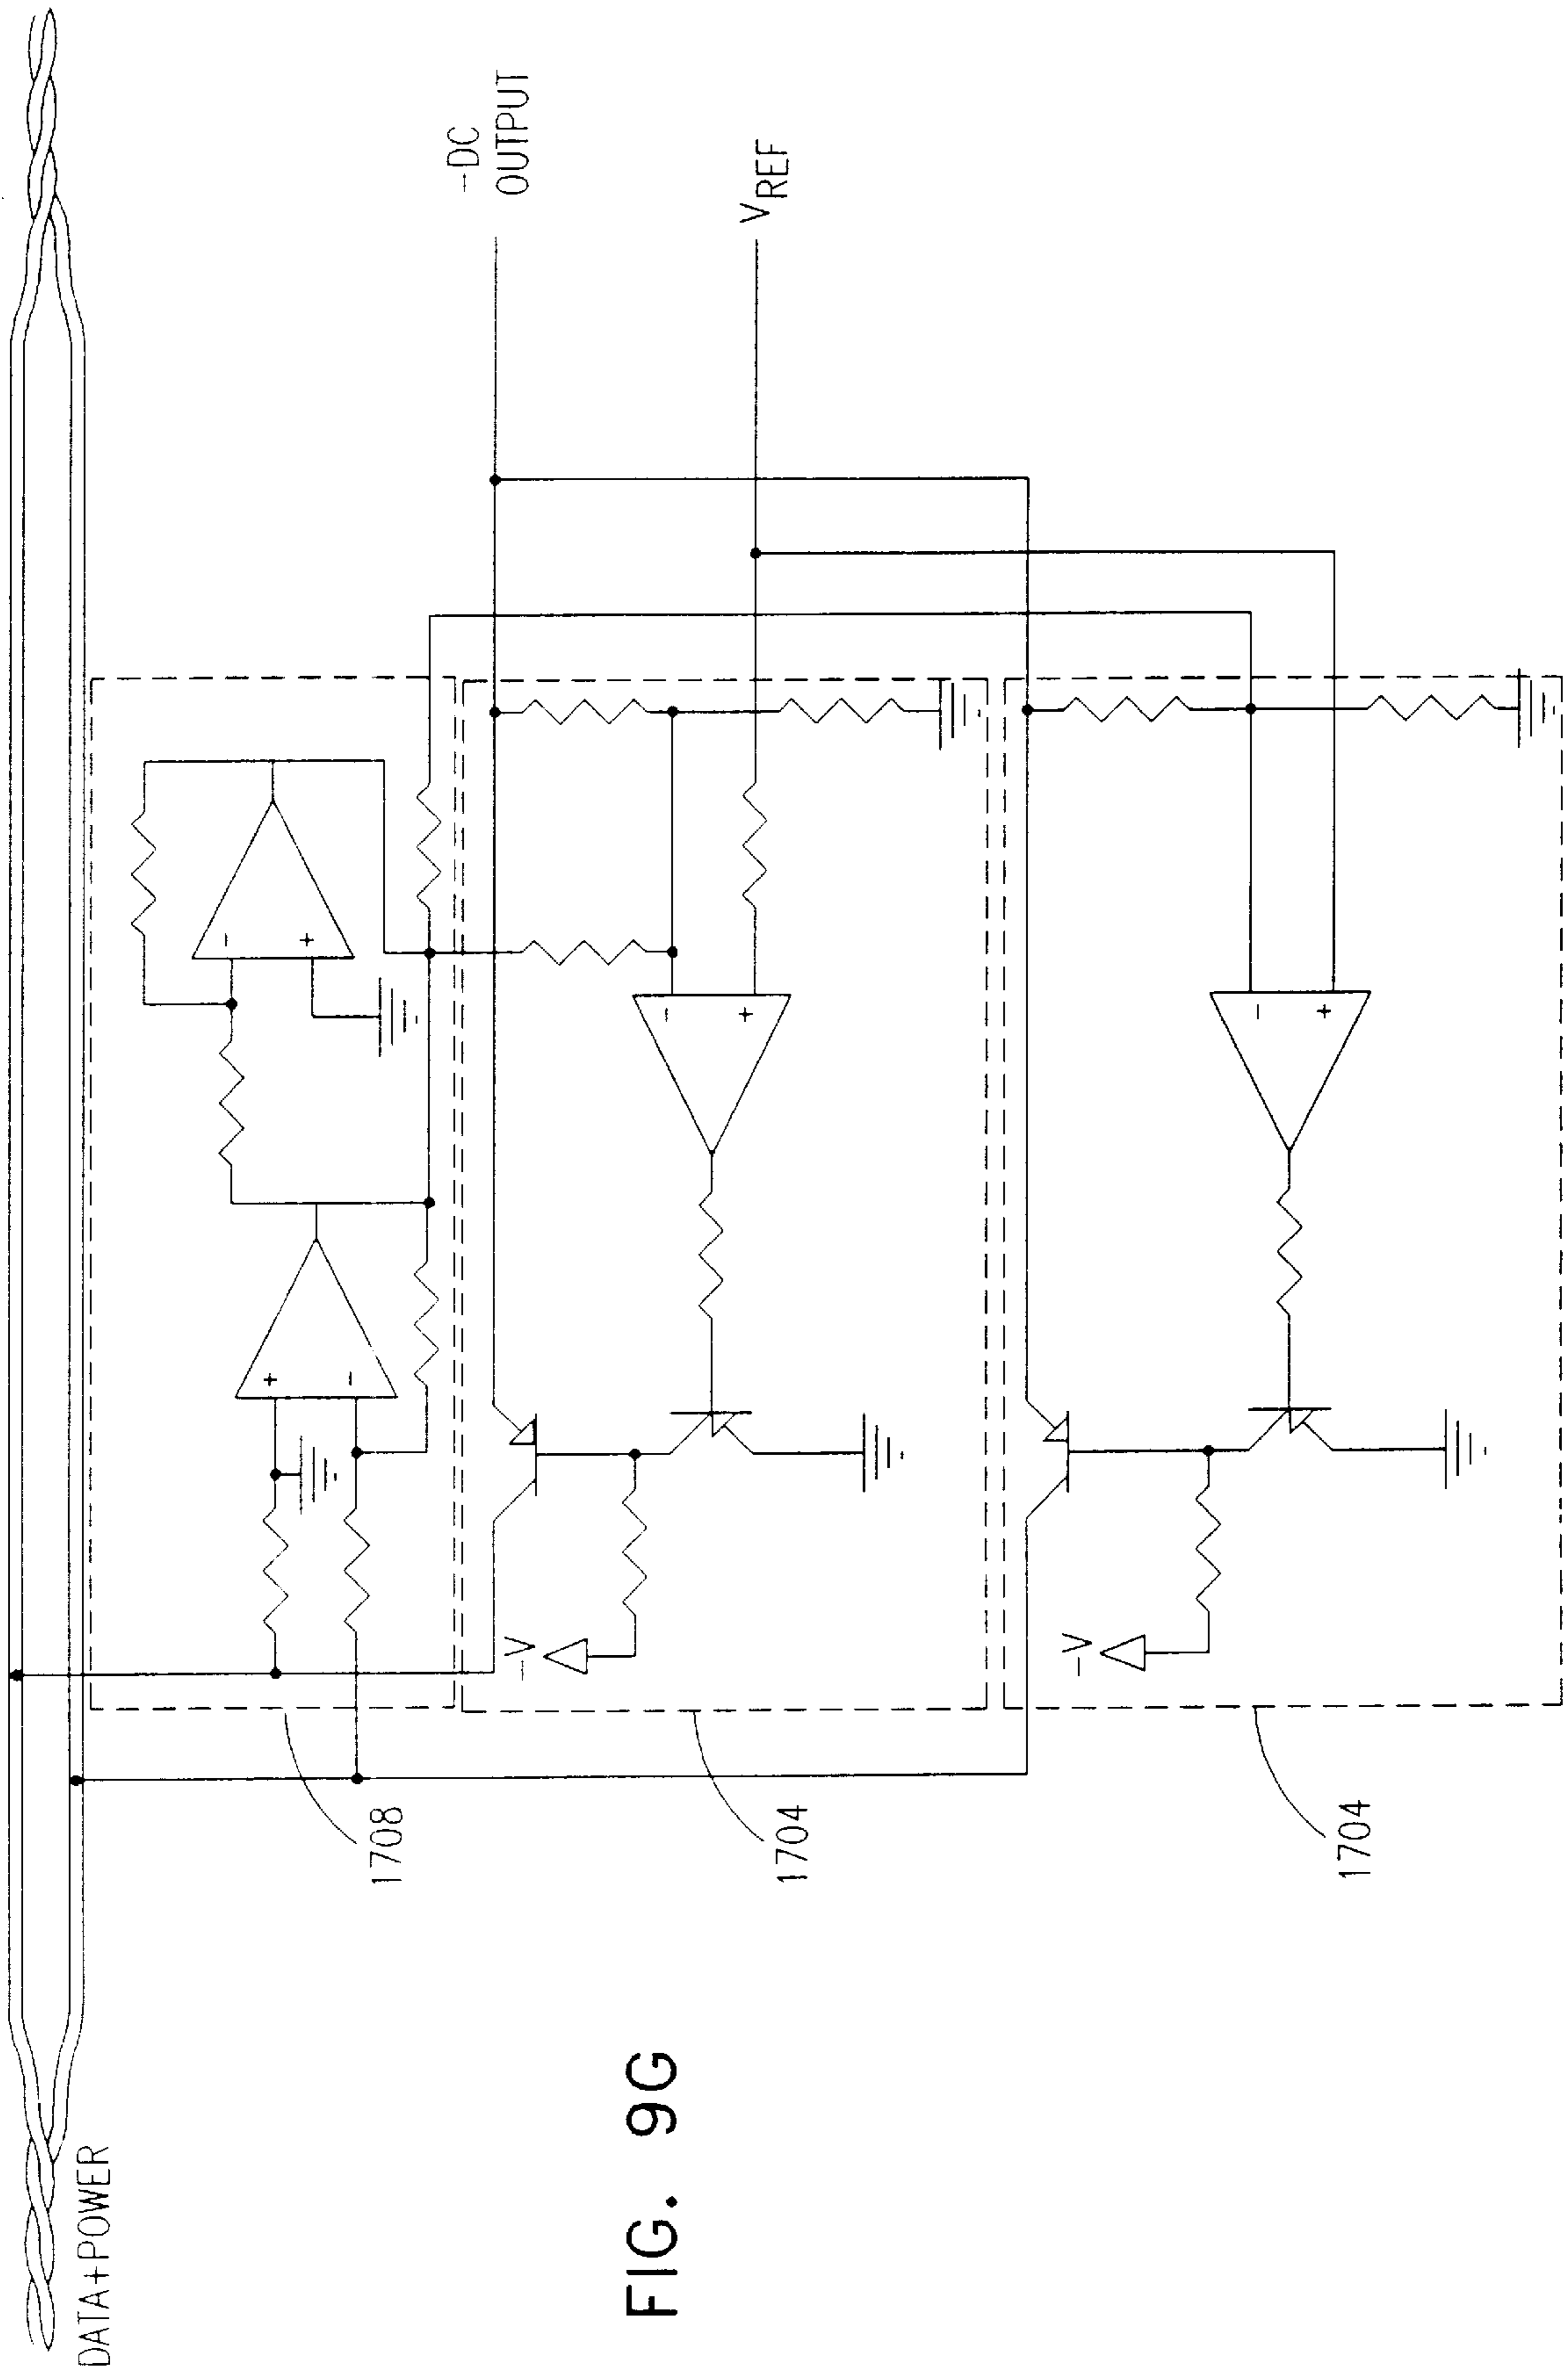 DATA+POWER
-DC
OUTPUT
VREF
+
-
-
+
-
+
-
+
-V
-V
1708
1704
1704
FIG. 9G